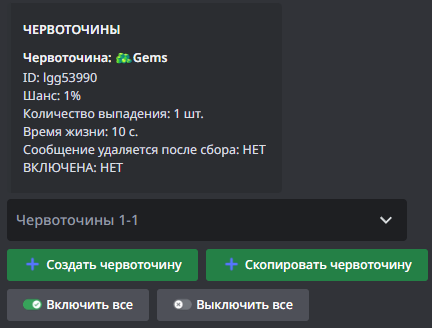 ЧЕРВОТОЧИНЫ
Червоточина: Gems
ID: lgg53990
Шанс: 1%
Количество выпадения: 1 шт.
Время жизни: 10 с.
Сообщение удаляется после сбора: НЕТ
ВКЛЮЧЕНА: НЕТ
Червоточины 1-1
Создать червоточину
Скопировать червоточину
Включить все
Выключить все